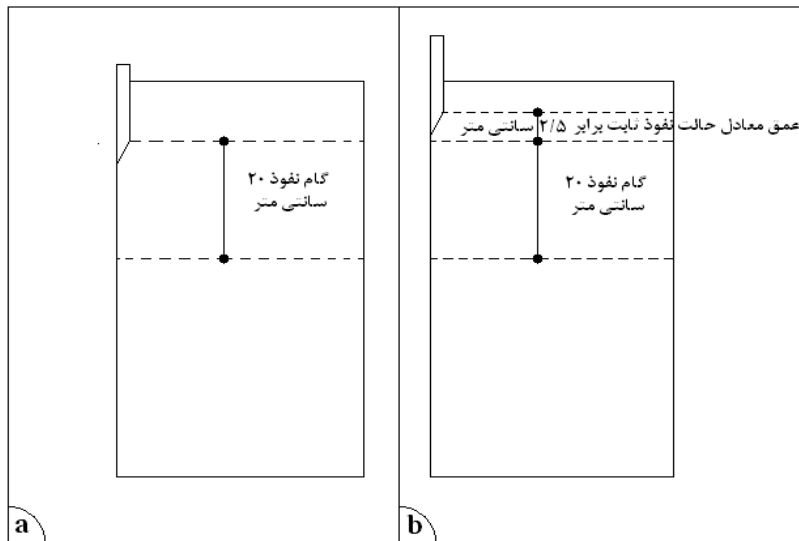 عمق معادل حالت نفوذ ثابت برابر ۲/۵ سانتی متر
گام نفوذ ۲۰
سانتی متر
گام نفوذ ۲۰
سانتی متر
a
b